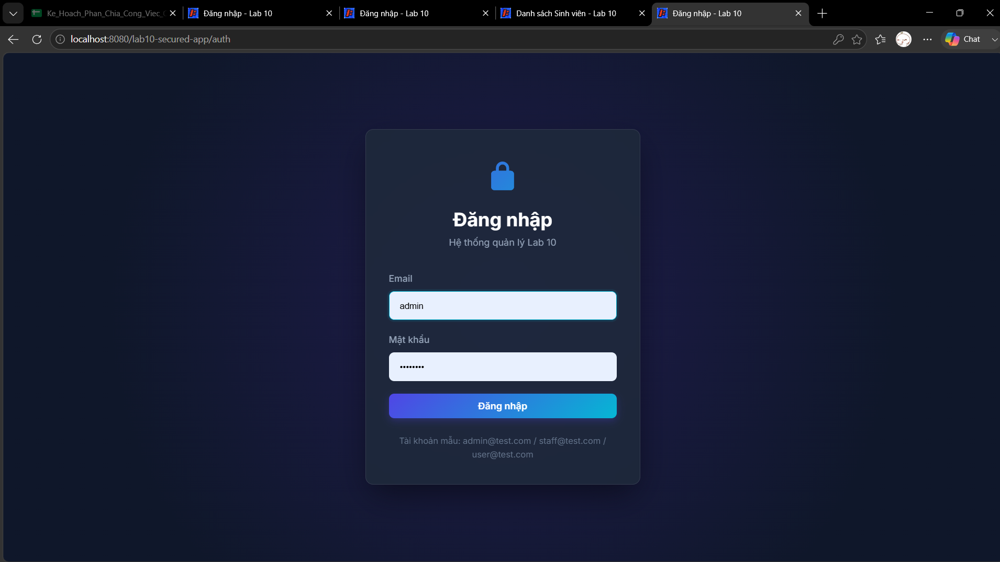 Ke_Hoach_Phan_Chia_Cong_Viec_
Đăng nhập - Lab 10
Đăng nhập - Lab 10
Danh sách Sinh viên - Lab 10
Đăng nhập - Lab 10
localhost:8080/lab10-secured-app/auth
Chat
Đăng nhập
Hệ thống quản lý Lab 10
Email
admin
Mật khẩu
••••••••
Đăng nhập
Tài khoản mẫu: admin@test.com / staff@test.com /
user@test.com